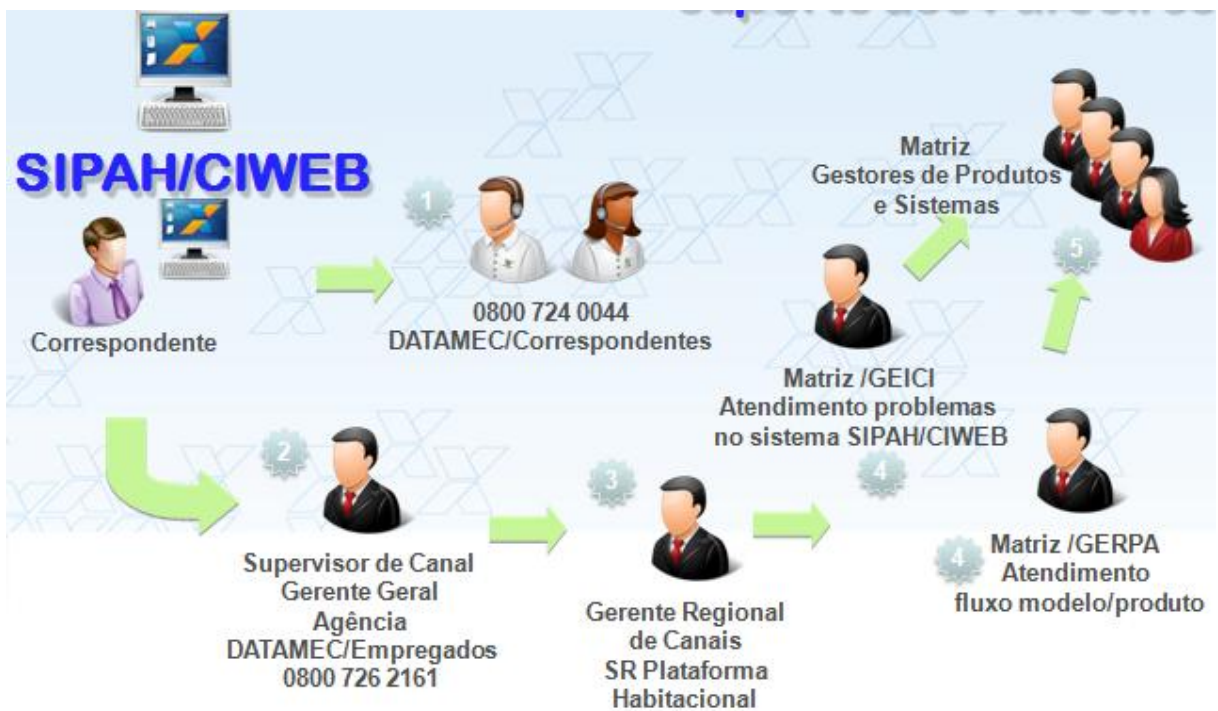 SIPAH/CIWEB
Correspondente
1
0800 724 0044
DATAMEC/Correspondentes
2
Supervisor de Canal
Gerente Geral
Agência
DATAMEC/Empregados
0800 726 2161
3
Gerente Regional
de Canais
SR Plataforma
Habitacional
4
Matriz /GEICI
Atendimento problemas
no sistema SIPAH/CIWEB
4
Matriz /GERPA
Atendimento
fluxo modelo/produto
5
Matriz
Gestores de Produtos
e Sistemas